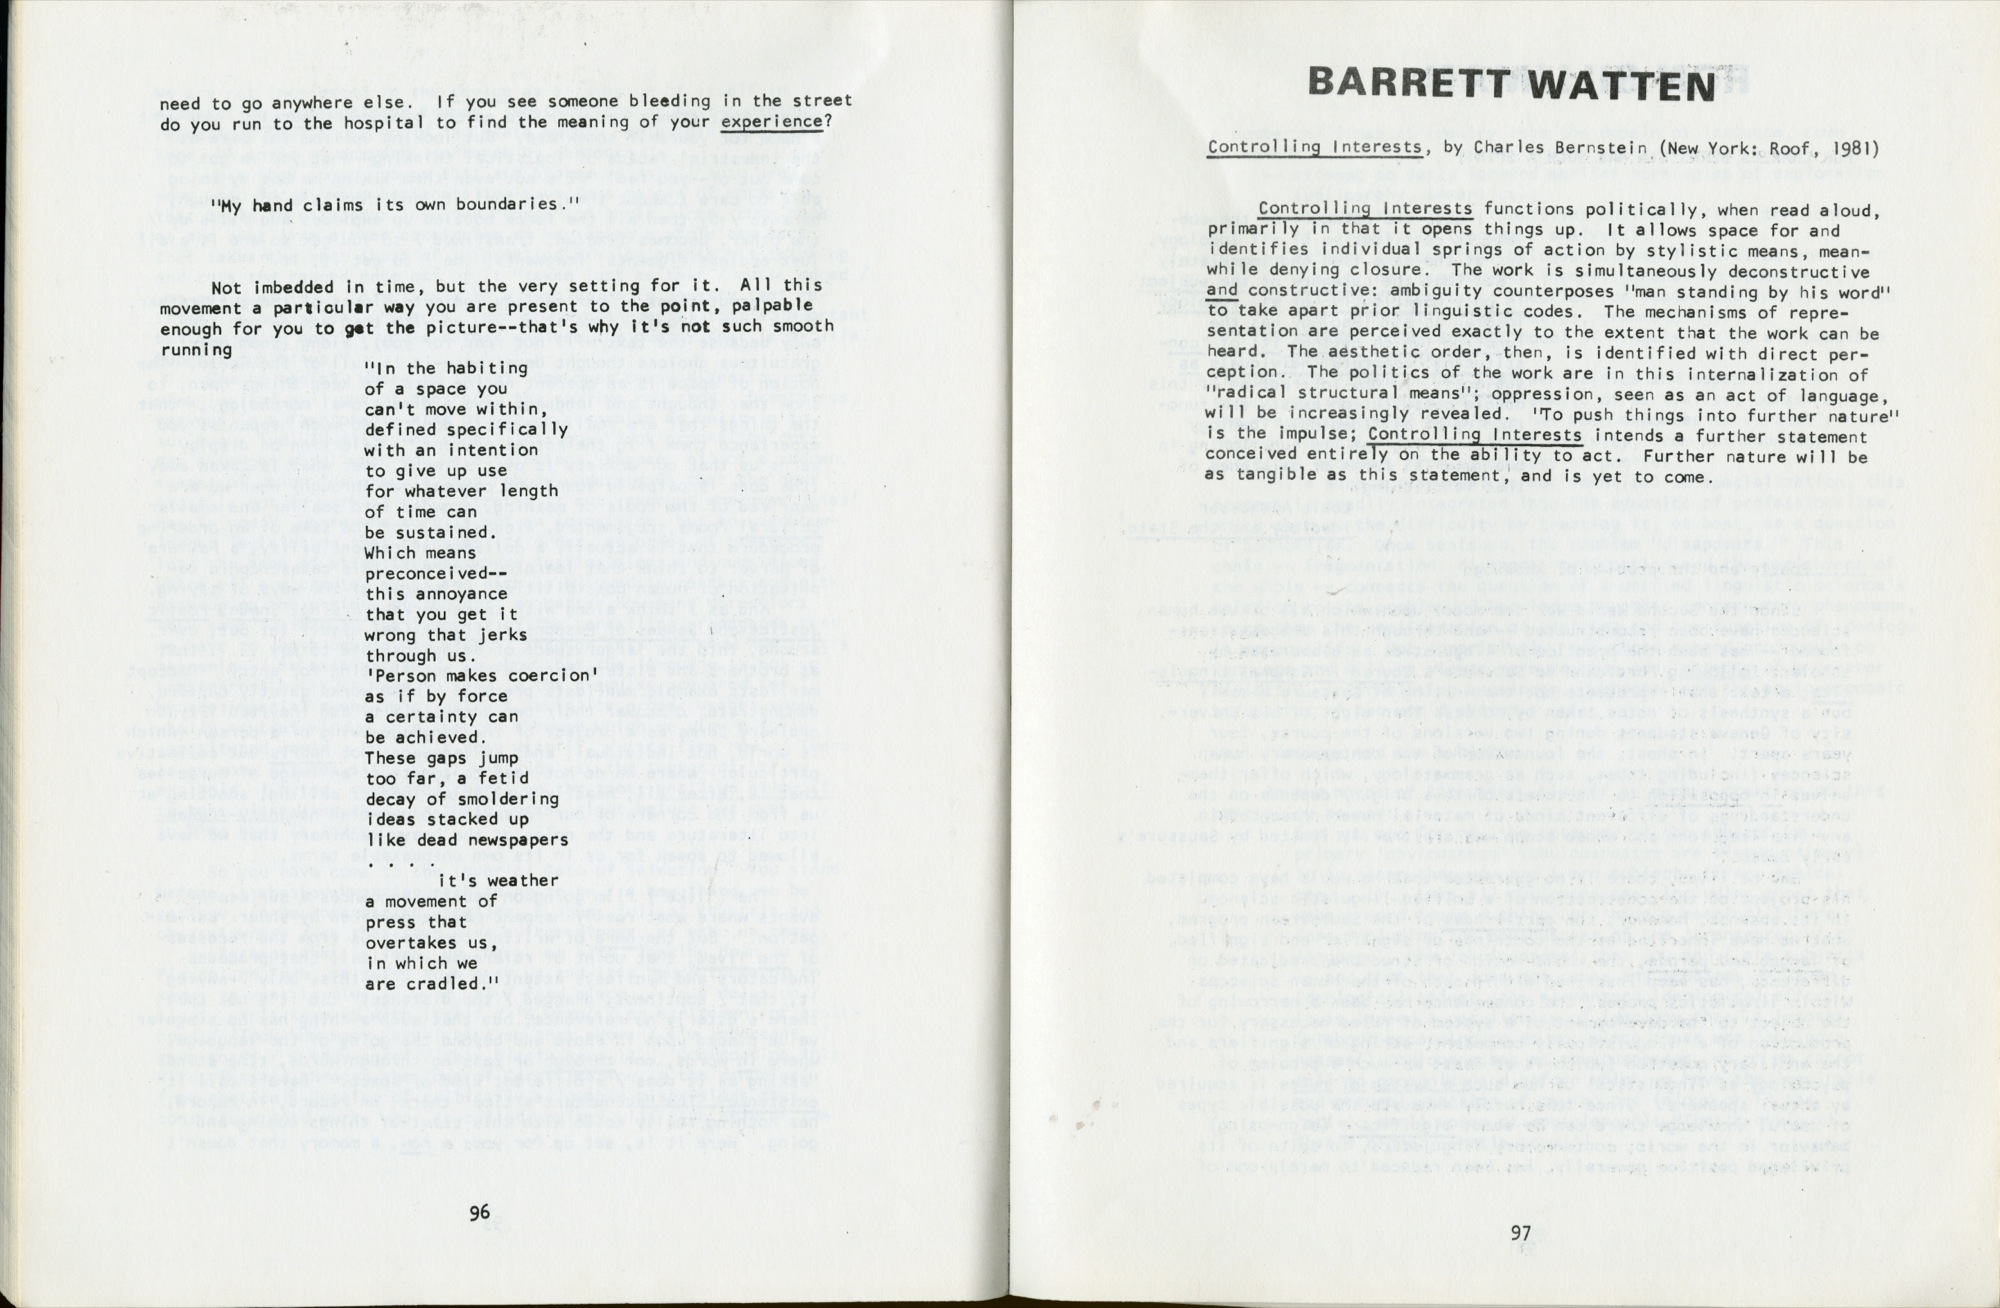 need to go anywhere else.  If you see someone bleeding in the street
do you run to the hospital to find the meaning of your experience?
"My hand claims its own boundaries."
Not imbedded in time, but the very setting for it.  All this
movement a particular way you are present to the point, palpable
enough for you to get the picture--that's why it's not such smooth
running
"In the habiting
of a space you
can't move within,
defined specifically
with an intention
to give up use
for whatever length
of time can
be sustained.
Which means
preconceived--
this annoyance
that you get it
wrong that jerks
through us.
'Person makes coercion'
as if by force
a certainty can
be achieved.
These gaps jump
too far, a fetid
decay of smoldering
ideas stacked up
like dead newspapers
. . . .
it's weather
a movement of
press that
overtakes us,
in which we
are cradled."
96
BARRETT WATTEN
Controlling Interests, by Charles Bernstein (New York: Roof, 1981)
Controlling Interests functions politically, when read aloud,
primarily in that it opens things up.  It allows space for and
identifies individual springs of action by stylistic means, mean-
while denying closure.  The work is simultaneously deconstructive
and constructive: ambiguity counterposes "man standing by his word"
to take apart prior linguistic codes.  The mechanisms of repre-
sentation are perceived exactly to the extent that the work can be
heard.  The aesthetic order, then, is identified with direct per-
ception.  The politics of the work are in this internalization of
"radical structural means"; oppression, seen as an act of language,
will be increasingly revealed.  "To push things into further nature"
is the impulse; Controlling Interests intends a further statement
conceived entirely on the ability to act.  Further nature will be
as tangible as this statement, and is yet to come.
97